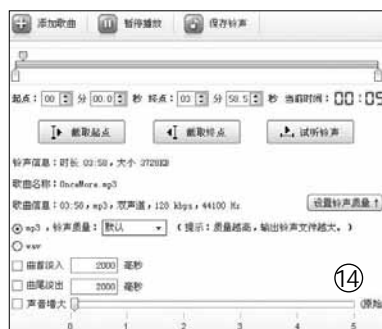 添加歌曲 暂停播放 保存铃声
起点：00 分 00.0 秒 终点：03 分 58.5 秒 当前时间：00:05
截取起点 截取终点 试听铃声
铃声信息：时长 03:58，大小 3728KB
歌曲名称：OnceMore.mp3
歌曲信息：03:58，mp3，双声道，128 kbps，44100 Hz 设置铃声质量↑
mp3，铃声质量：默认 （提示：质量越高，输出铃声文件越大。）
wav
曲首淡入 2000 毫秒
曲尾淡出 2000 毫秒
⑭
声音增大 (原始
0 1 2 3 4 5